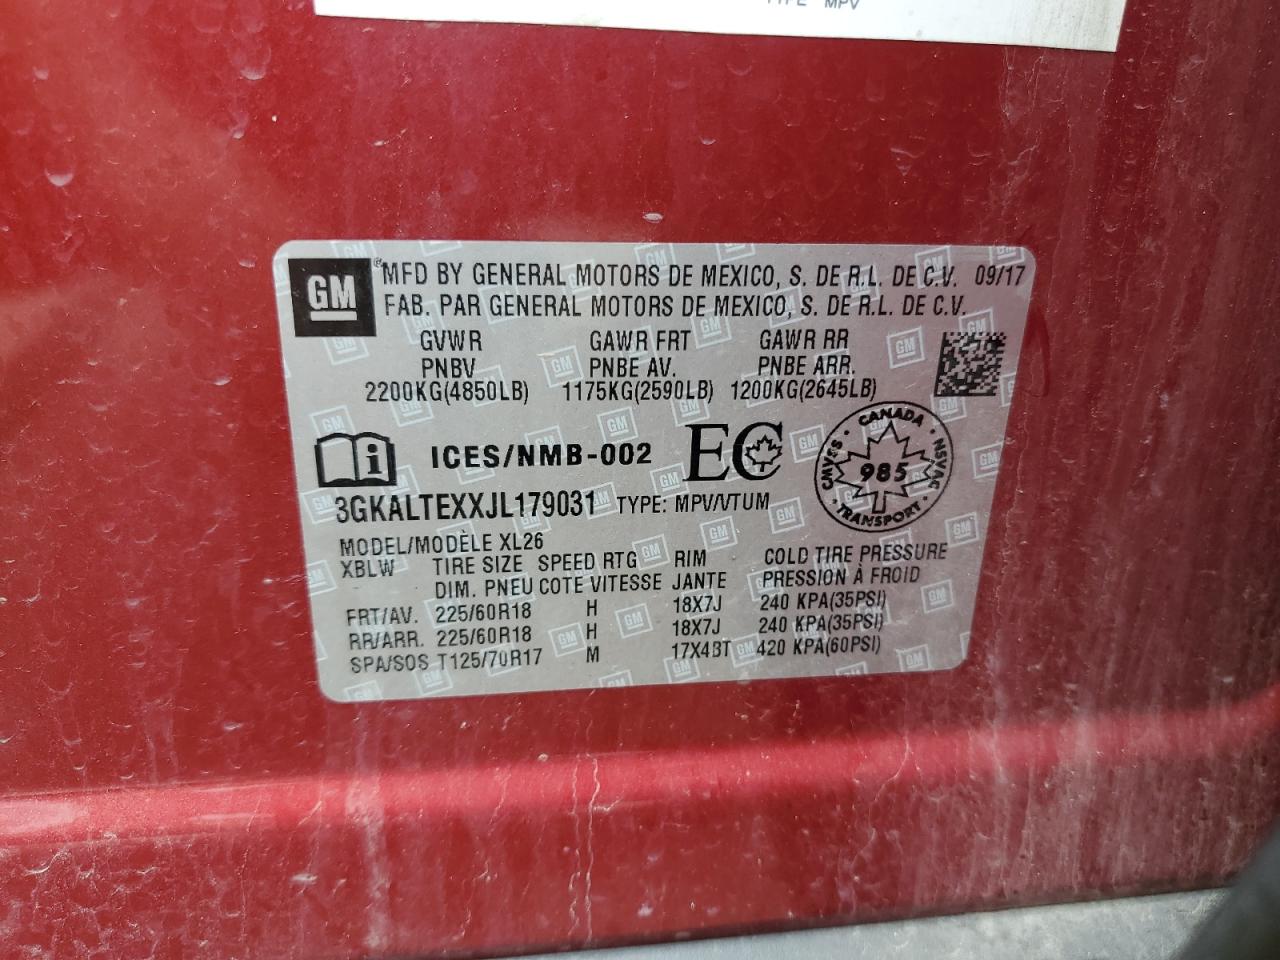 TYPE MPV
GM
MFD BY GENERAL MOTORS DE MEXICO, S. DE R.L. DE C.V. 09/17
FAB. PAR GENERAL MOTORS DE MEXICO, S. DE R.L. DE C.V.
GVWR GAWR FRT GAWR RR
PNBV PNBE AV. PNBE ARR.
2200KG(4850LB) 1175KG(2590LB) 1200KG(2645LB)
i ICES/NMB-002 EC
CANADA
985
CMVSS NSVAC
TRANSPORT
3GKALTEXXJL179031 TYPE: MPV/VTUM
MODEL/MODÈLE XL26
XBLW TIRE SIZE SPEED RTG RIM COLD TIRE PRESSURE
DIM. PNEU COTE VITESSE JANTE PRESSION À FROID
FRT/AV. 225/60R18 H 18X7J 240 KPA(35PSI)
RR/ARR. 225/60R18 H 18X7J 240 KPA(35PSI)
SPA/SOS T125/70R17 M 17X4BT 420 KPA(60PSI)